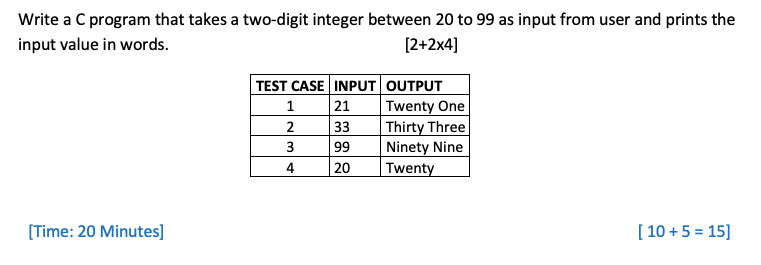 Write a C program that takes a two-digit integer between 20 to 99 as input from user and prints the
input value in words. [2+2x4]
TEST CASE INPUT OUTPUT
1 21 Twenty One
2 33 Thirty Three
3 99 Ninety Nine
4 20 Twenty
[Time: 20 Minutes] [ 10 + 5 = 15]